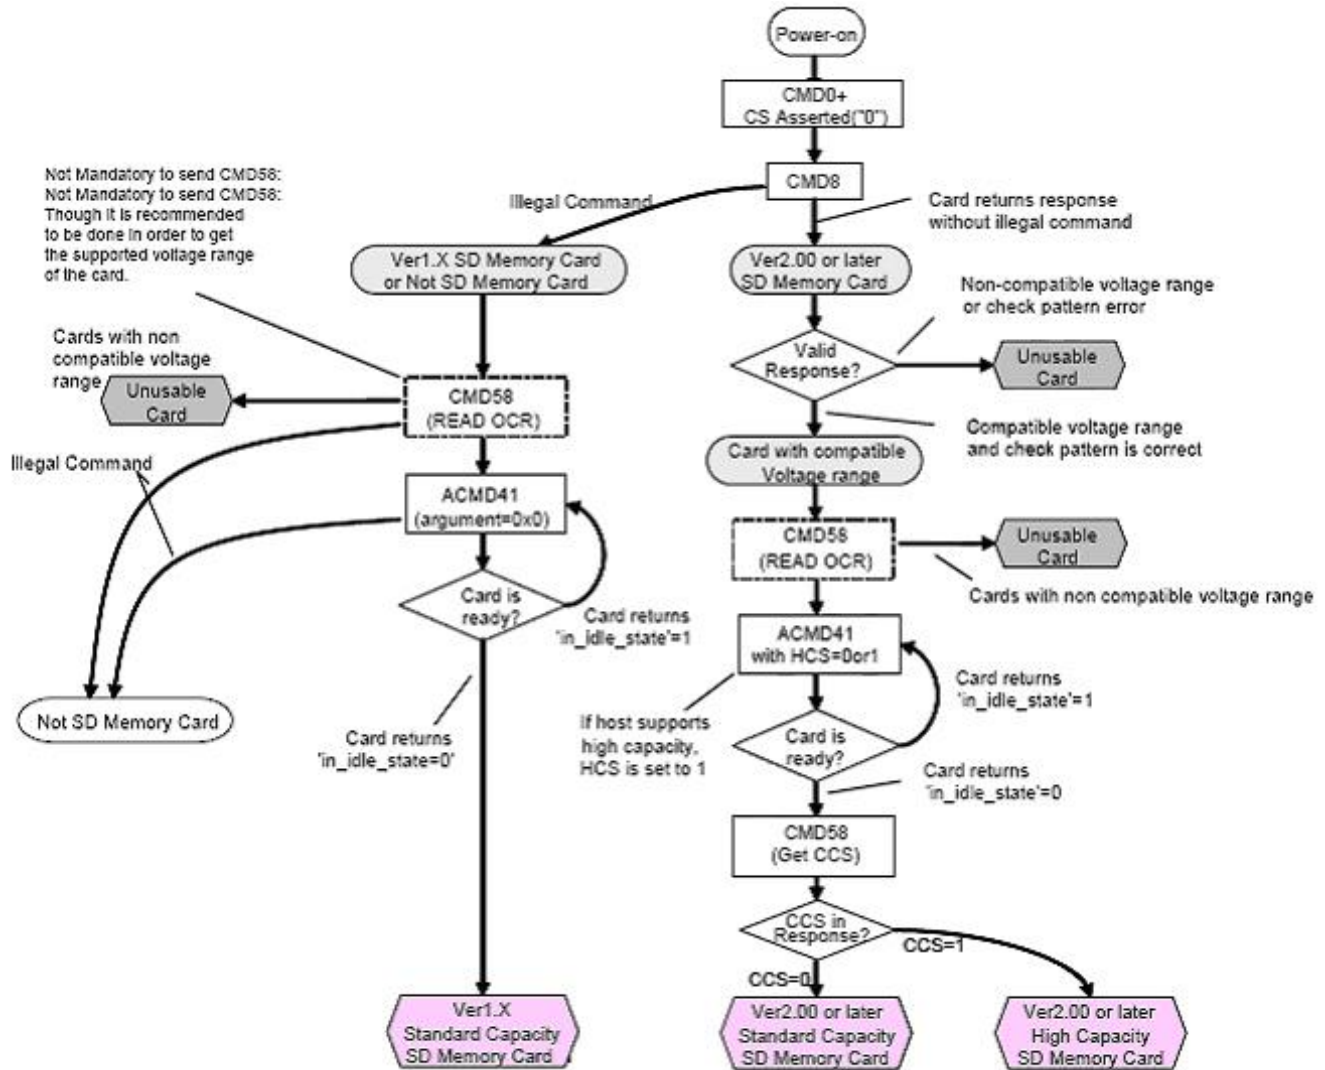 Power-on
CMD0+
CS Asserted("0")
CMD8
Illegal Command
Card returns response
without illegal command
Not Mandatory to send CMD58:
Not Mandatory to send CMD58:
Though it is recommended
to be done in order to get
the supported voltage range
of the card.
Ver1.X SD Memory Card
or Not SD Memory Card
Ver2.00 or later
SD Memory Card
Non-compatible voltage range
or check pattern error
Cards with non
compatible voltage
range
Unusable
Card
CMD58
(READ OCR)
Valid
Response?
Unusable
Card
Compatible voltage range
and check pattern is correct
Illegal Command
ACMD41
(argument=0x0)
Card with compatible
Voltage range
CMD58
(READ OCR)
Unusable
Card
Cards with non compatible voltage range
Card is
ready?
Card returns
'in_idle_state'=1
ACMD41
with HCS=0or1
Card returns
'in_idle_state'=1
Not SD Memory Card
Card returns
'in_idle_state=0'
If host supports
high capacity,
HCS is set to 1
Card is
ready?
Card returns
'in_idle_state'=0
CMD58
(Get CCS)
CCS in
Response?
CCS=1
CCS=0
Ver1.X
Standard Capacity
SD Memory Card
Ver2.00 or later
Standard Capacity
SD Memory Card
Ver2.00 or later
High Capacity
SD Memory Card